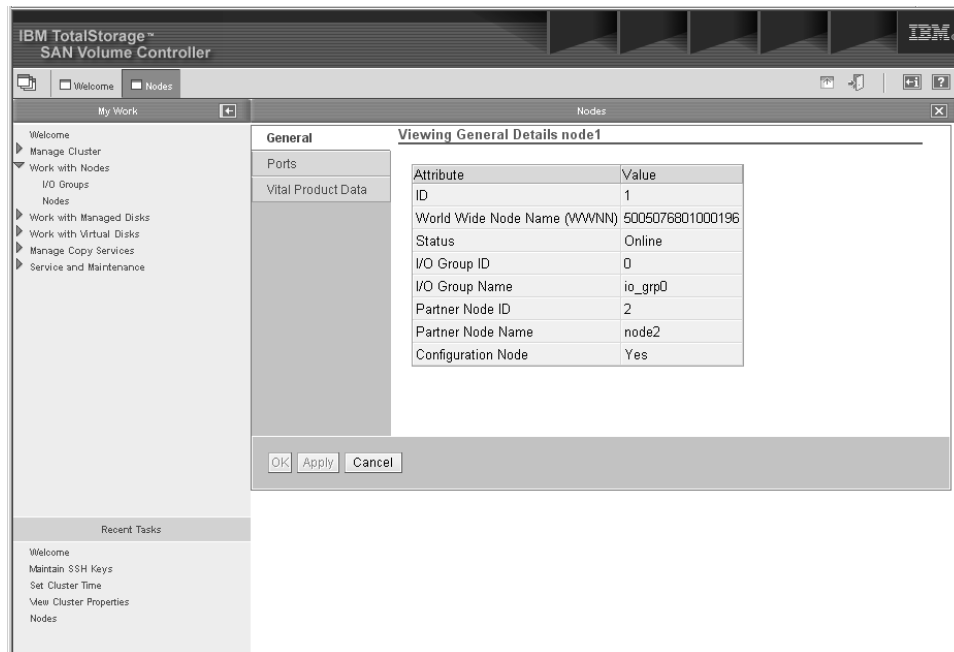 IBM TotalStorage™
SAN Volume Controller
IBM.
Welcome
Nodes
My Work
Nodes
Welcome
Manage Cluster
Work with Nodes
I/O Groups
Nodes
Work with Managed Disks
Work with Virtual Disks
Manage Copy Services
Service and Maintenance
Recent Tasks
Welcome
Maintain SSH Keys
Set Cluster Time
View Cluster Properties
Nodes
General
Ports
Vital Product Data
Viewing General Details node1
Attribute Value
ID 1
World Wide Node Name (WWNN) 5005076801000196
Status Online
I/O Group ID 0
I/O Group Name io_grp0
Partner Node ID 2
Partner Node Name node2
Configuration Node Yes
OK Apply Cancel